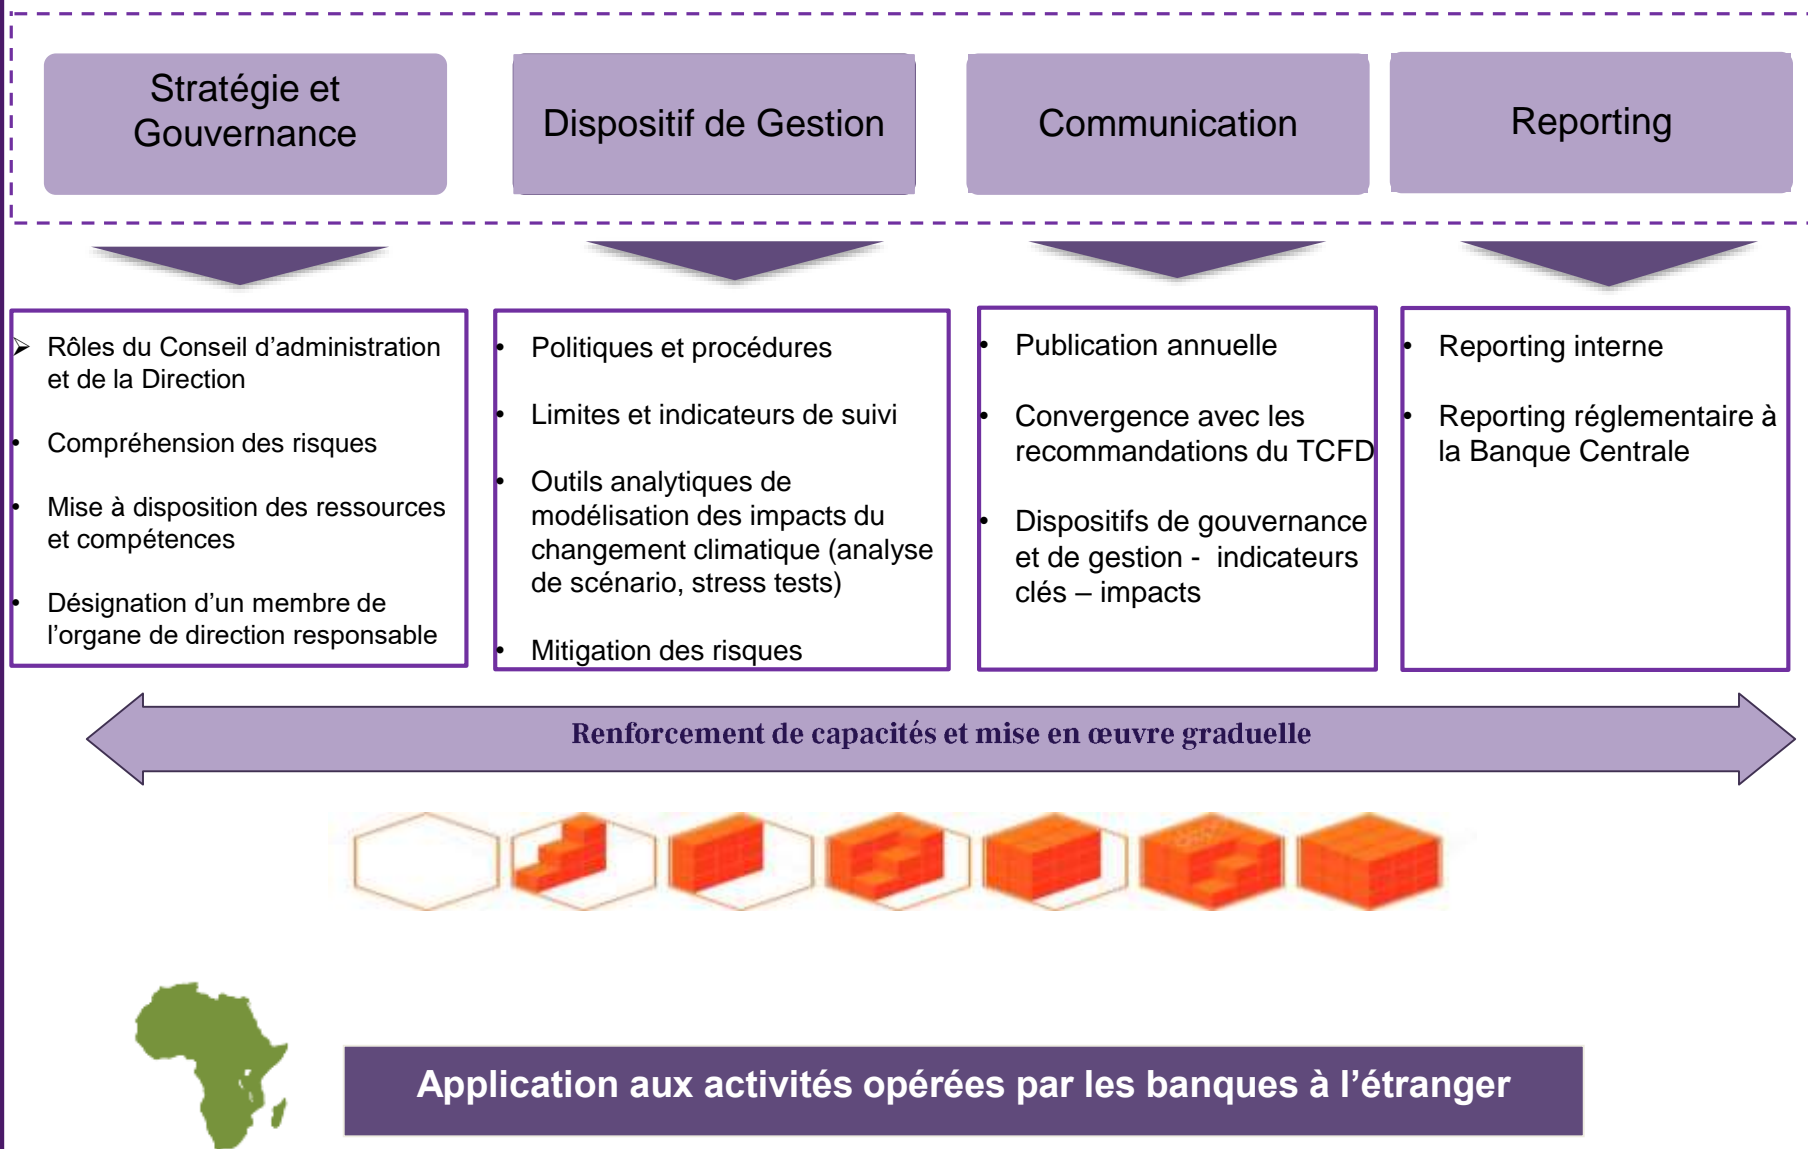 Stratégie et
Gouvernance
Dispositif de Gestion
Communication
Reporting
➢ Rôles du Conseil d’administration
et de la Direction
• Compréhension des risques
• Mise à disposition des ressources
et compétences
• Désignation d’un membre de
l’organe de direction responsable
• Politiques et procédures
• Limites et indicateurs de suivi
• Outils analytiques de
modélisation des impacts du
changement climatique (analyse
de scénario, stress tests)
• Mitigation des risques
• Publication annuelle
• Convergence avec les
recommandations du TCFD
• Dispositifs de gouvernance
et de gestion - indicateurs
clés – impacts
• Reporting interne
• Reporting réglementaire à
la Banque Centrale
Renforcement de capacités et mise en œuvre graduelle
Application aux activités opérées par les banques à l’étranger